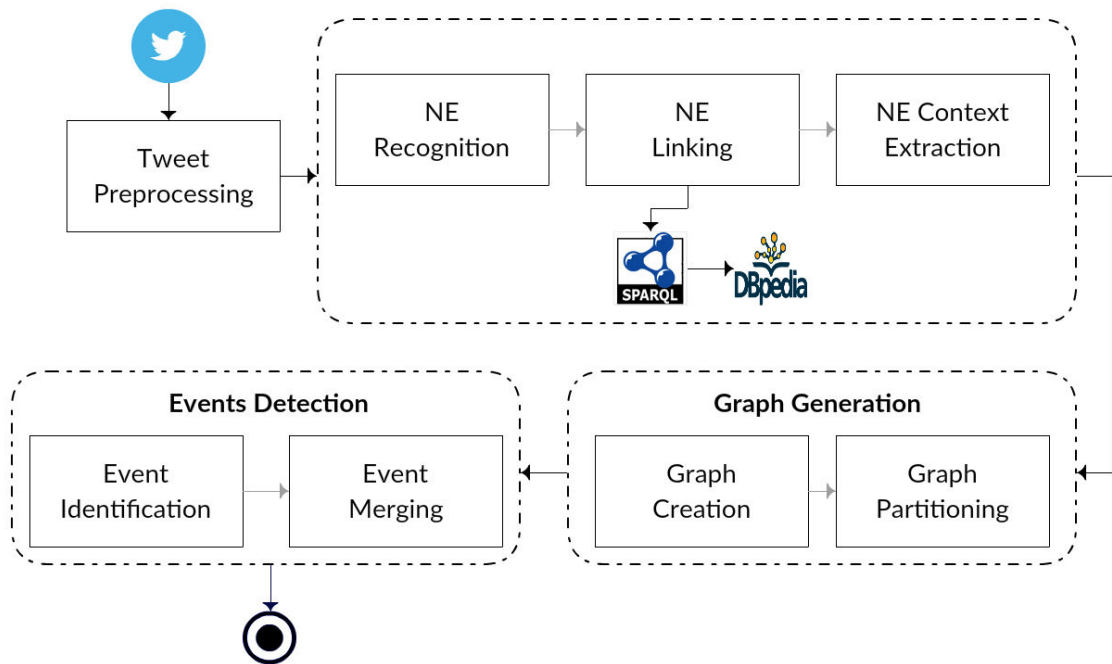 Tweet
Preprocessing
NE
Recognition
NE
Linking
NE Context
Extraction
SPARQL
DBpedia
Events Detection
Event
Identification
Event
Merging
Graph Generation
Graph
Creation
Graph
Partitioning